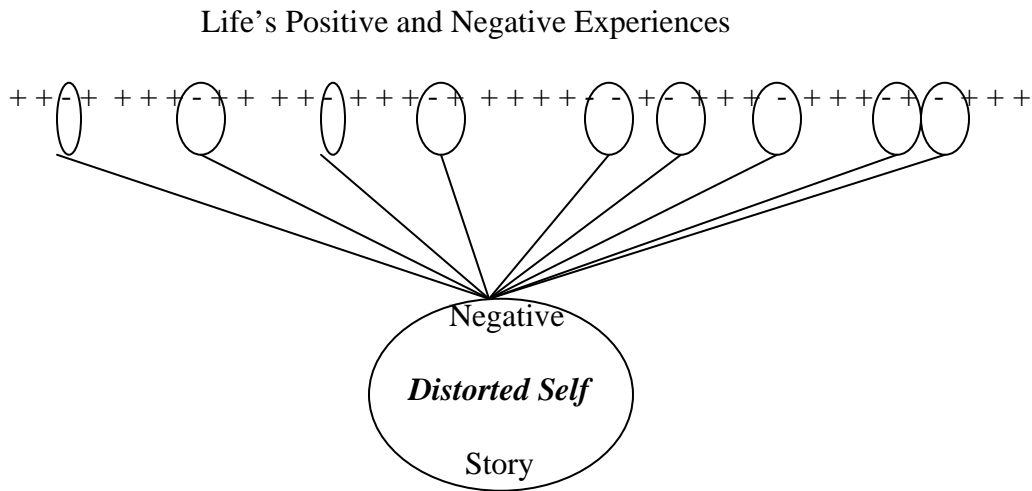 Life's Positive and Negative Experiences
+ + - + + + + + - + + + + - + + + + - + + + + + - - + - + + + - + + + + - + - + + +
Negative
Distorted Self
Story